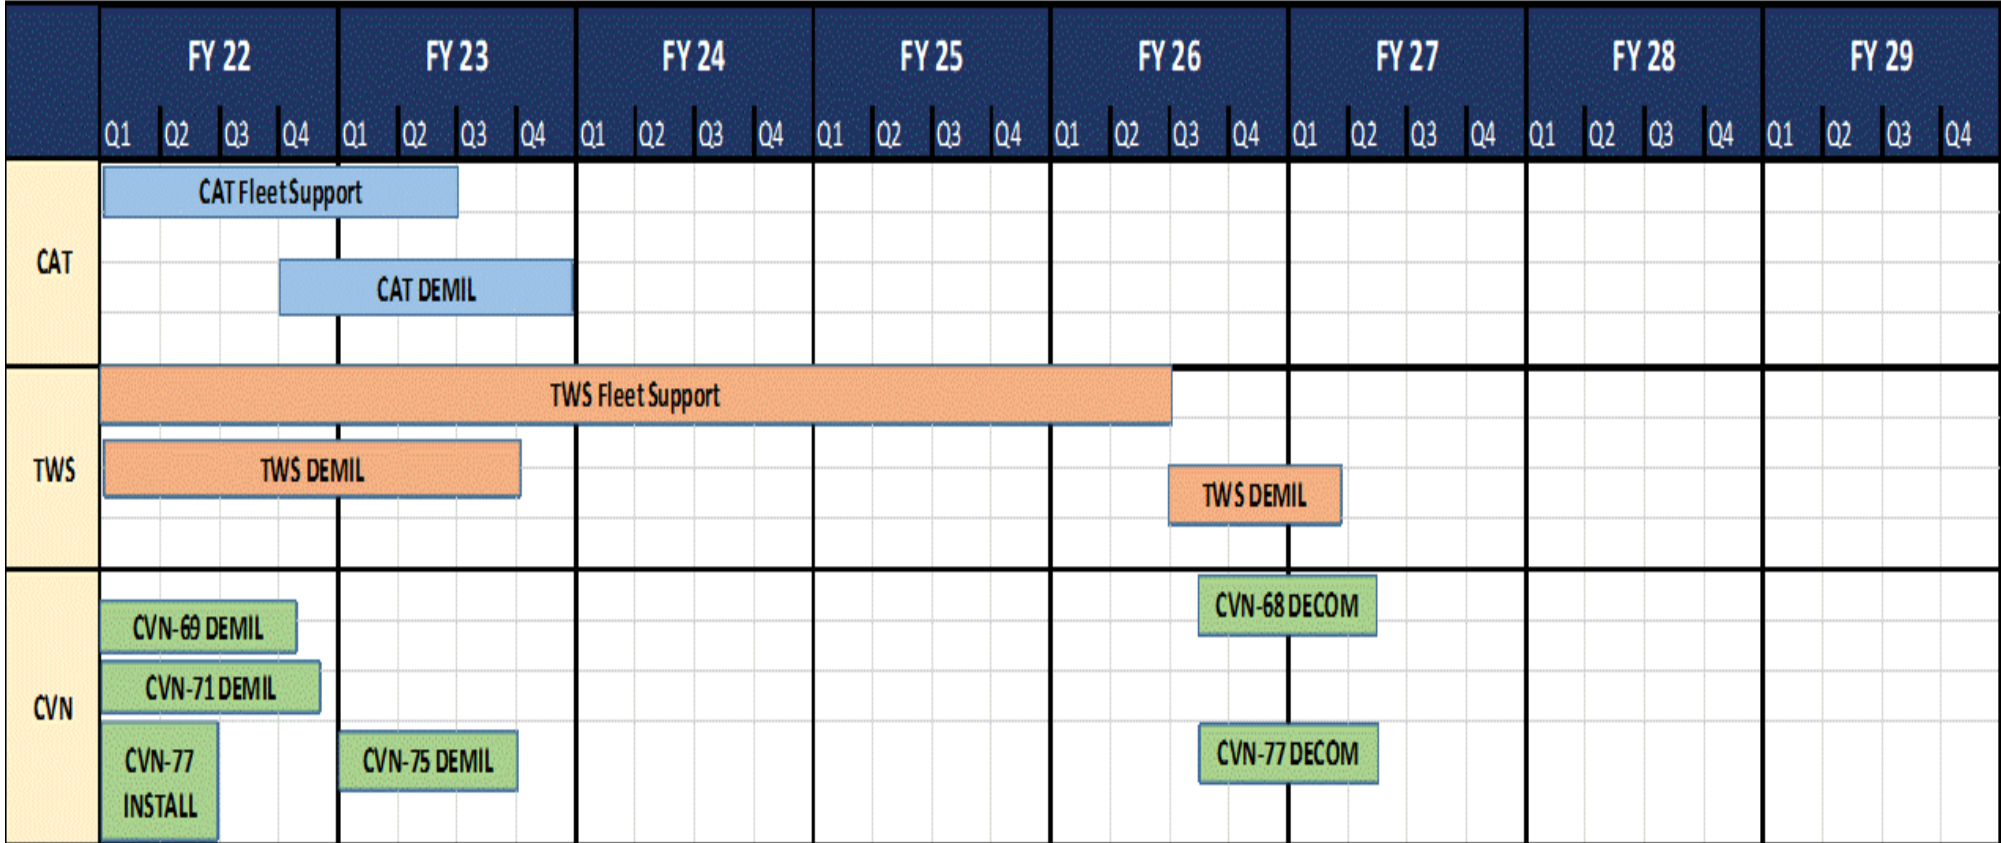 FY 22 FY 23 FY 24 FY 25 FY 26 FY 27 FY 28 FY 29
Q1 Q2 Q3 Q4 Q1 Q2 Q3 Q4 Q1 Q2 Q3 Q4 Q1 Q2 Q3 Q4 Q1 Q2 Q3 Q4 Q1 Q2 Q3 Q4 Q1 Q2 Q3 Q4 Q1 Q2 Q3 Q4
CAT
CAT Fleet Support
CAT DEMIL
TWS
TWS Fleet Support
TWS DEMIL
TWS DEMIL
CVN
CVN-69 DEMIL
CVN-68 DECOM
CVN-71 DEMIL
CVN-77
INSTALL
CVN-75 DEMIL
CVN-77 DECOM